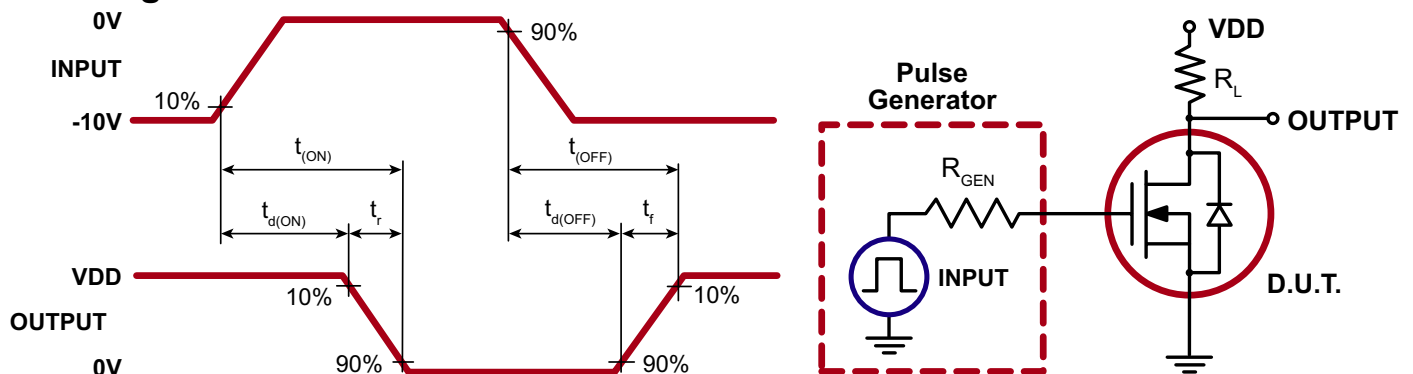 0V
INPUT
-10V
10%
90%
t(ON)
t(OFF)
td(ON)
tr
td(OFF)
tf
VDD
OUTPUT
0V
10%
90%
90%
10%
Pulse
Generator
RGEN
INPUT
VDD
RL
OUTPUT
D.U.T.